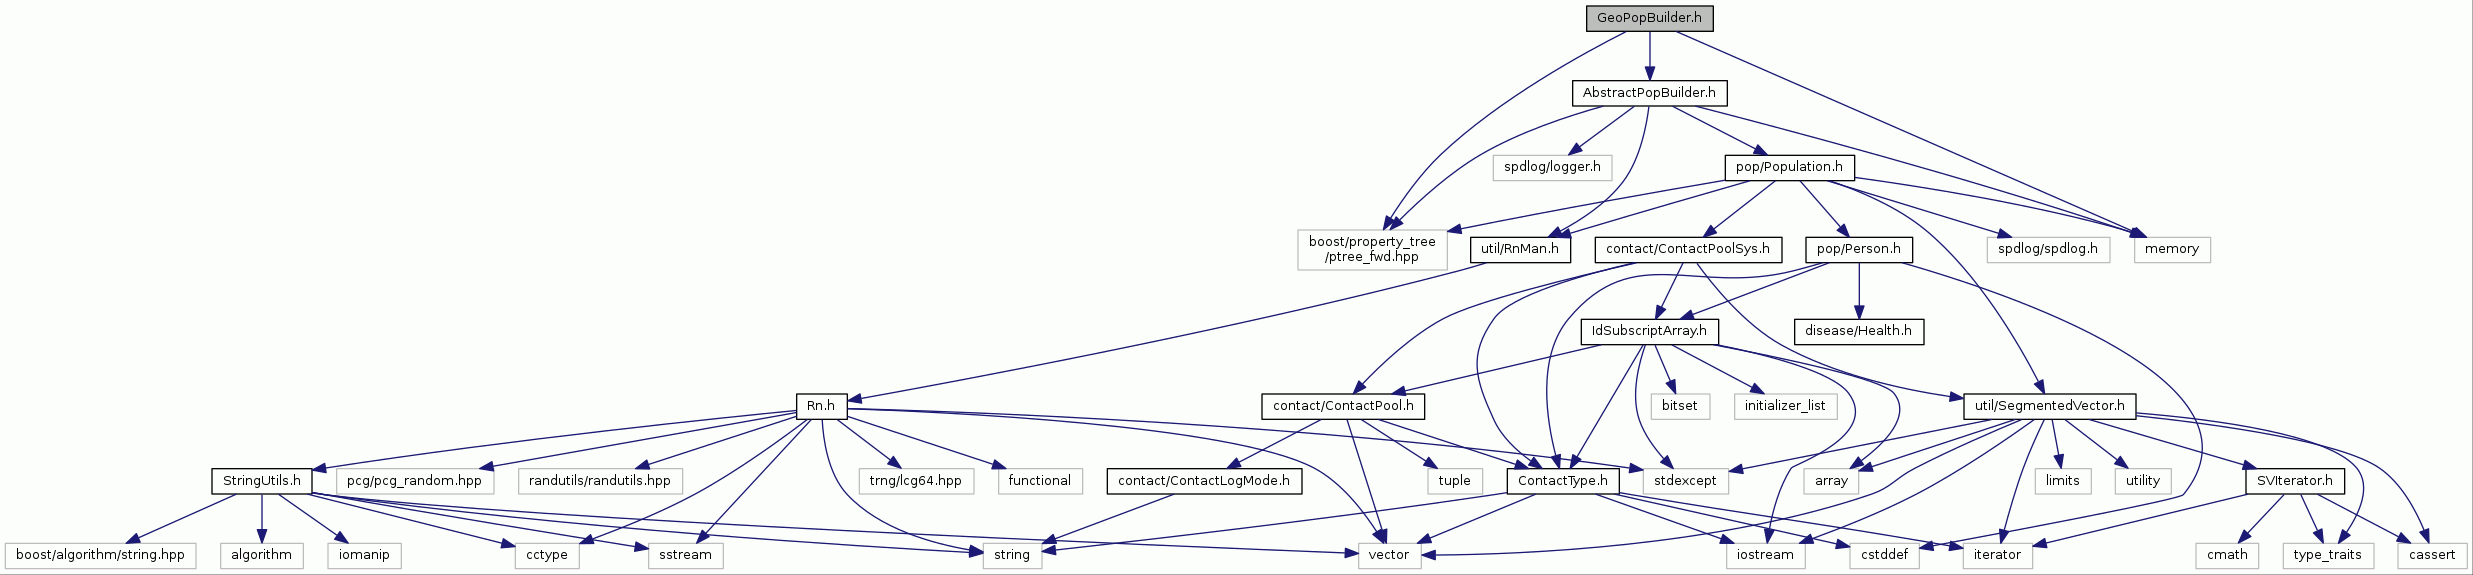 GeoPopBuilder.h
AbstractPopBuilder.h
spdlog/logger.h
pop/Population.h
boost/property_tree
/ptree_fwd.hpp
util/RnMan.h
contact/ContactPoolSys.h
pop/Person.h
spdlog/spdlog.h
memory
IdSubscriptArray.h
disease/Health.h
Rn.h
contact/ContactPool.h
bitset
initializer_list
util/SegmentedVector.h
StringUtils.h
pcg/pcg_random.hpp
randutils/randutils.hpp
trng/lcg64.hpp
functional
contact/ContactLogMode.h
tuple
ContactType.h
stdexcept
array
limits
utility
SVIterator.h
boost/algorithm/string.hpp
algorithm
iomanip
cctype
sstream
string
vector
iostream
cstddef
iterator
cmath
type_traits
cassert